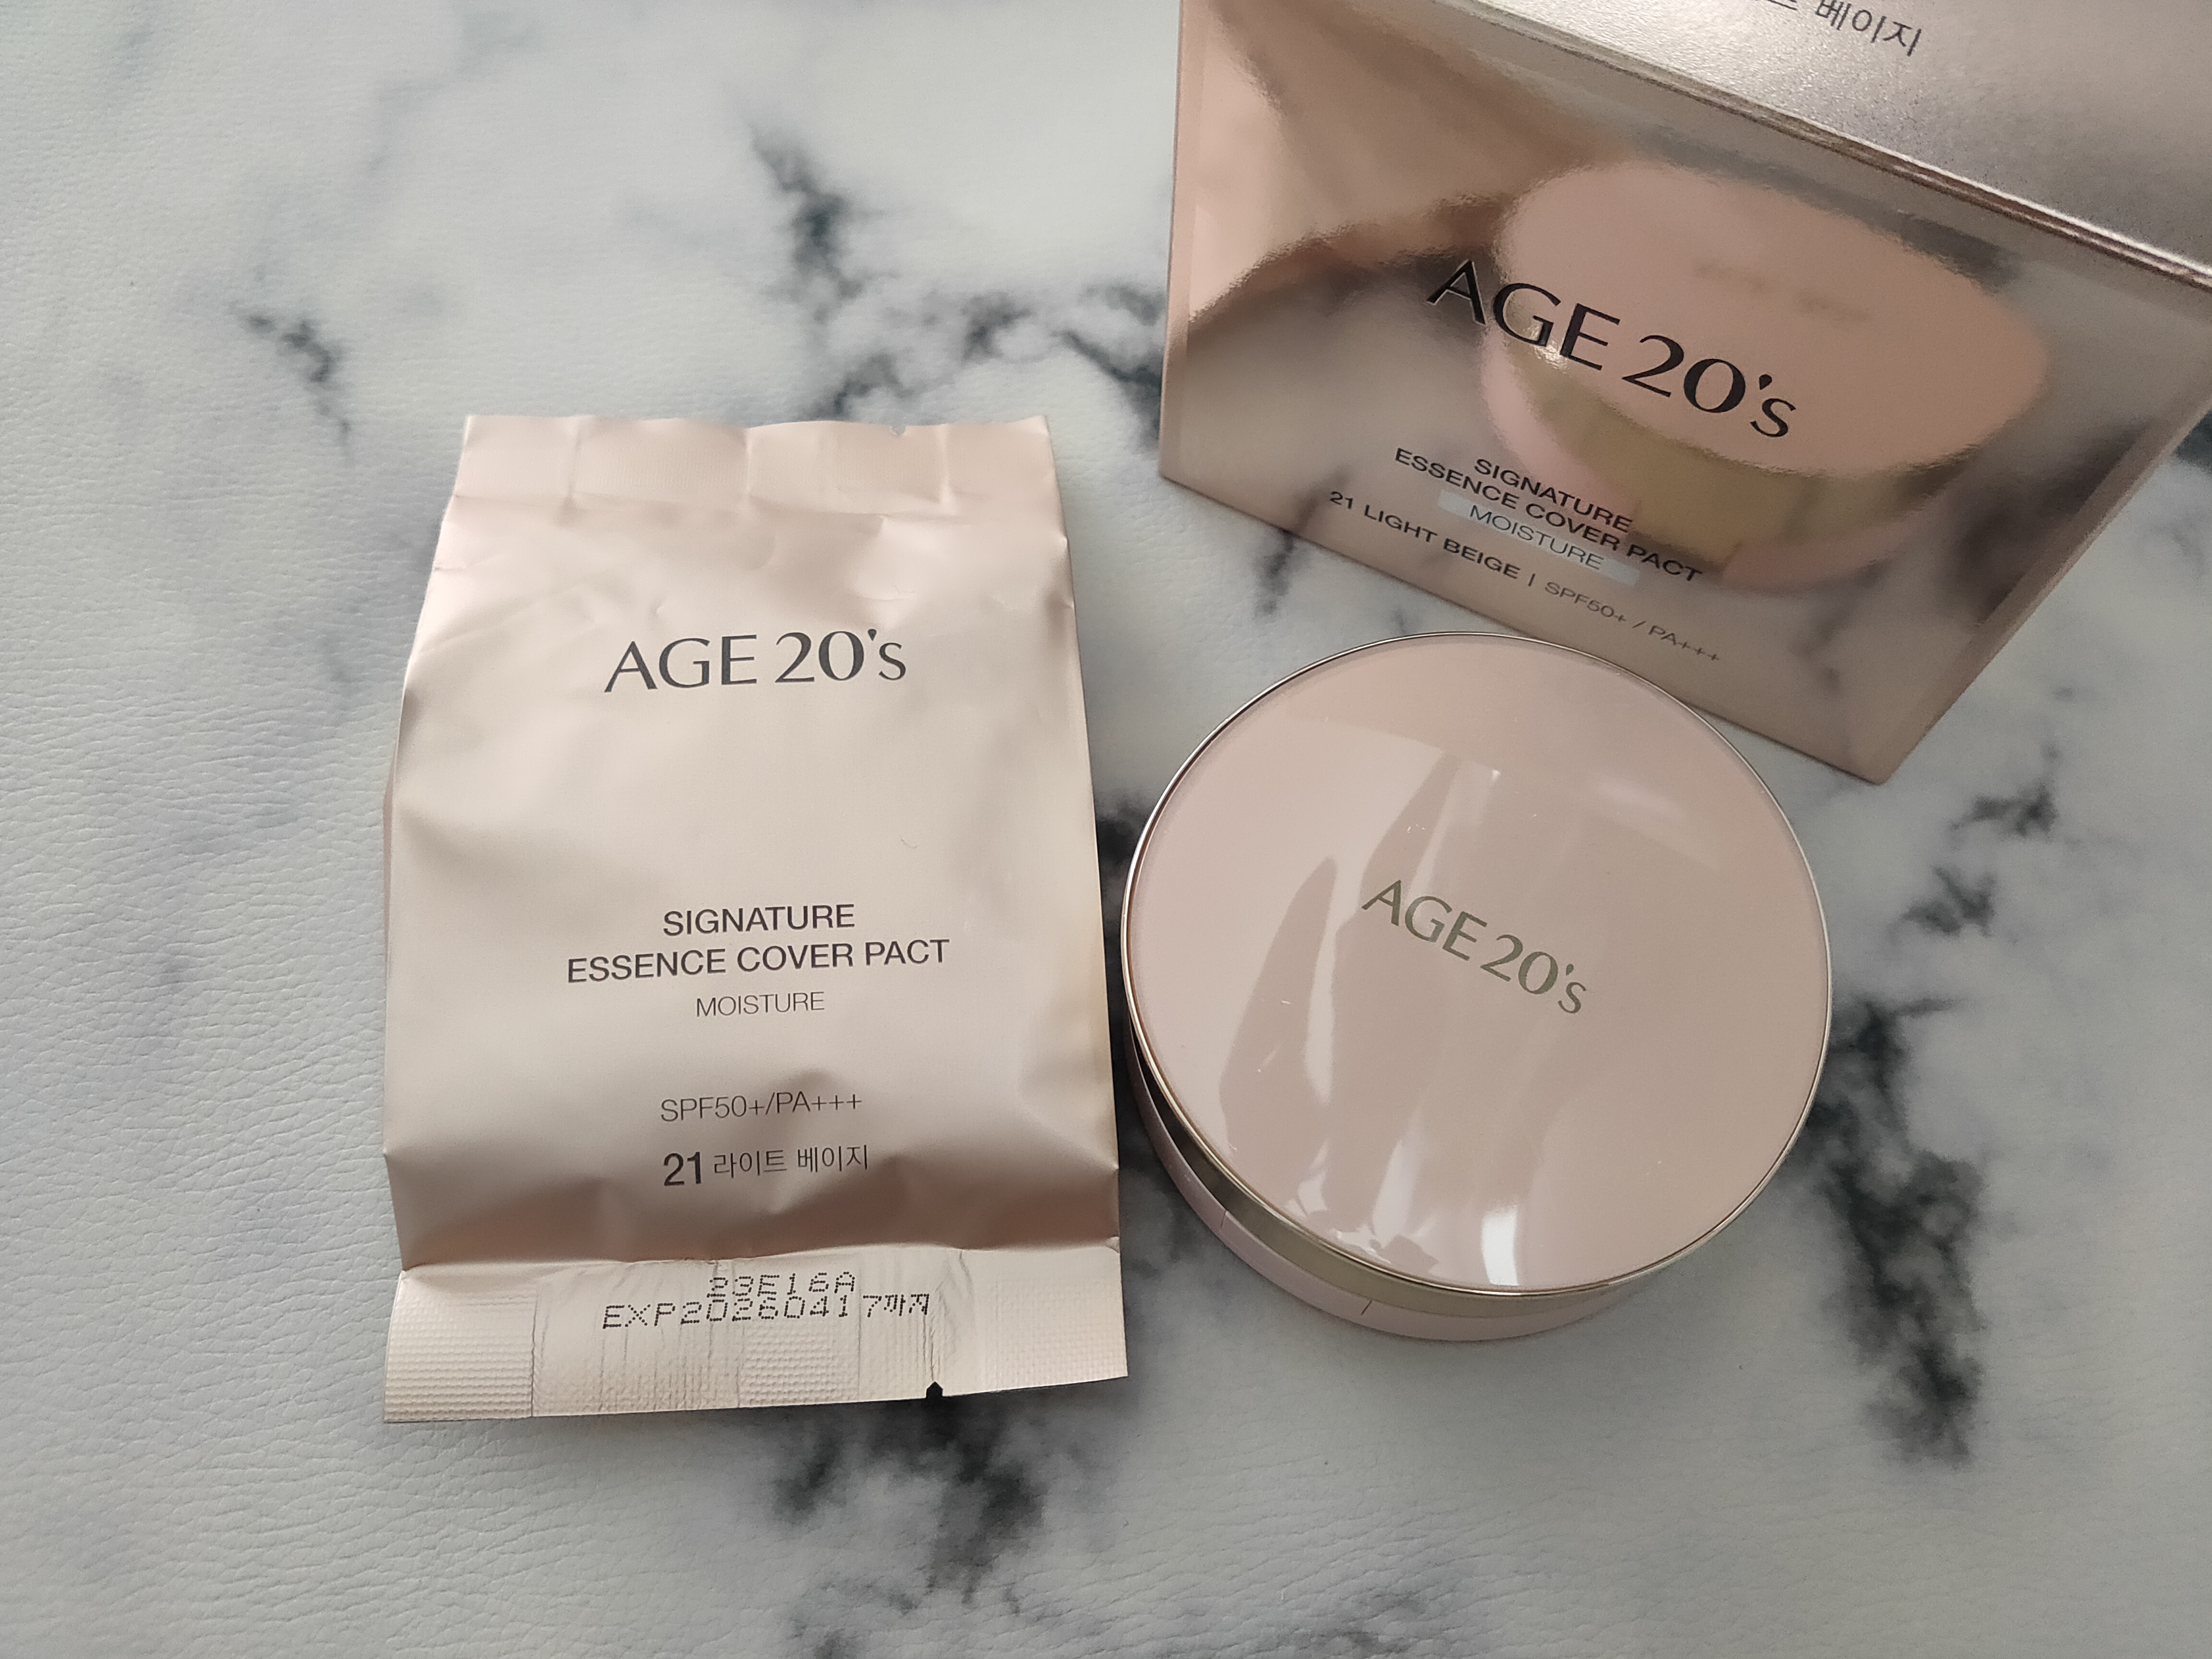 베이지
AGE 20's
SIGNATURE
ESSENCE COVER PACT
MOISTURE
21 LIGHT BEIGE | SPF50+ / PA+++
AGE 20's
SIGNATURE
ESSENCE COVER PACT
MOISTURE
SPF50+/PA+++
21 라이트 베이지
23E16A
EXP20260417까지
AGE 20's